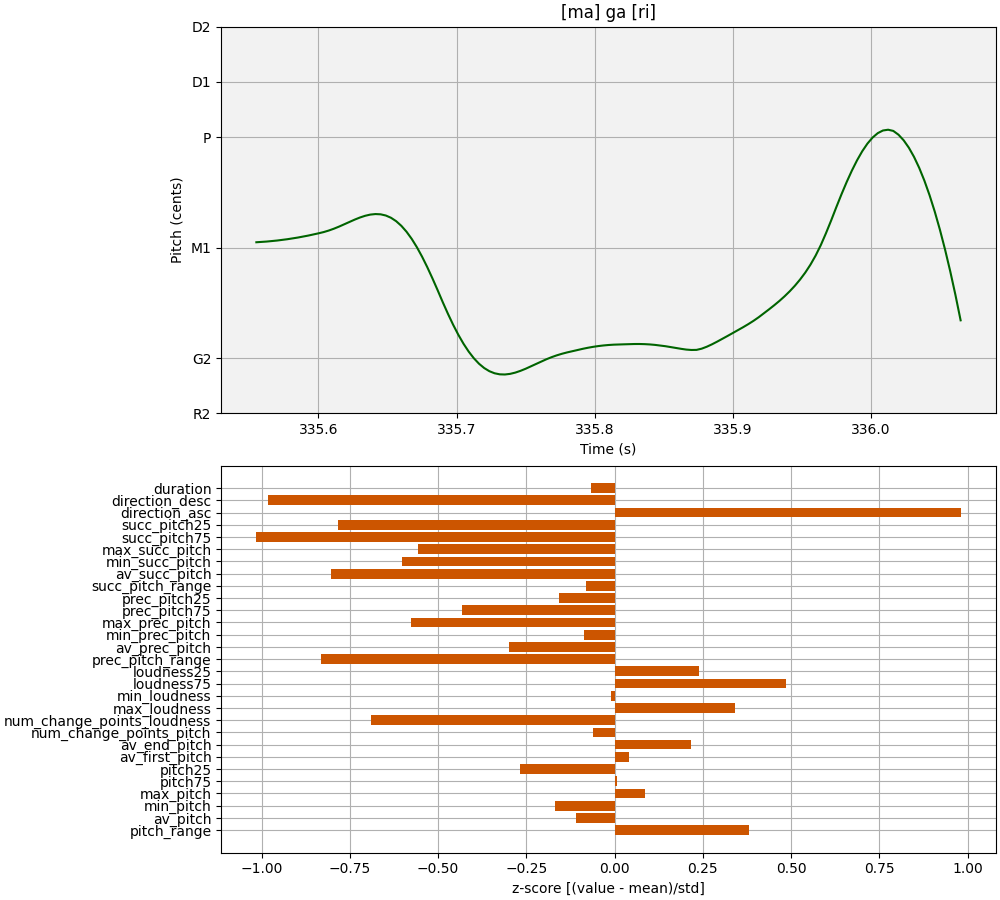 [ma] ga [ri]
D2
D1
P
M1
G2
R2
Pitch (cents)
335.6 335.7 335.8 335.9 336.0
Time (s)
duration
direction_desc
direction_asc
succ_pitch25
succ_pitch75
max_succ_pitch
min_succ_pitch
av_succ_pitch
succ_pitch_range
prec_pitch25
prec_pitch75
max_prec_pitch
min_prec_pitch
av_prec_pitch
prec_pitch_range
loudness25
loudness75
min_loudness
max_loudness
num_change_points_loudness
num_change_points_pitch
av_end_pitch
av_first_pitch
pitch25
pitch75
max_pitch
min_pitch
av_pitch
pitch_range
−1.00 −0.75 −0.50 −0.25 0.00 0.25 0.50 0.75 1.00
z-score [(value - mean)/std]